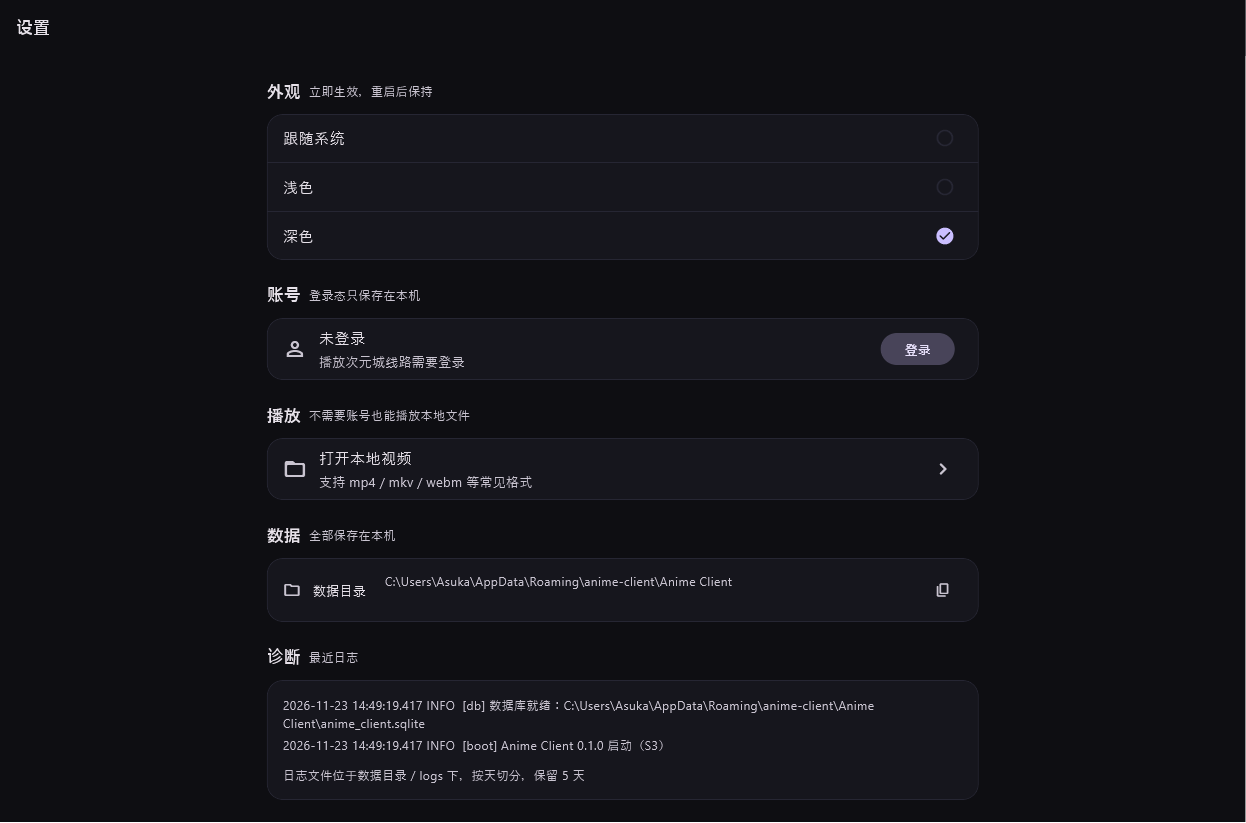 设置
外观 立即生效，重启后保持
跟随系统
浅色
深色
账号 登录态只保存在本机
未登录
播放次元城线路需要登录
登录
播放 不需要账号也能播放本地文件
打开本地视频
支持 mp4 / mkv / webm 等常见格式
数据 全部保存在本机
数据目录 C:\Users\Asuka\AppData\Roaming\anime-client\Anime Client
诊断 最近日志
2026-11-23 14:49:19.417 INFO [db] 数据库就绪：C:\Users\Asuka\AppData\Roaming\anime-client\Anime
Client\anime_client.sqlite
2026-11-23 14:49:19.417 INFO [boot] Anime Client 0.1.0 启动（S3）
日志文件位于数据目录 / logs 下，按天切分，保留 5 天